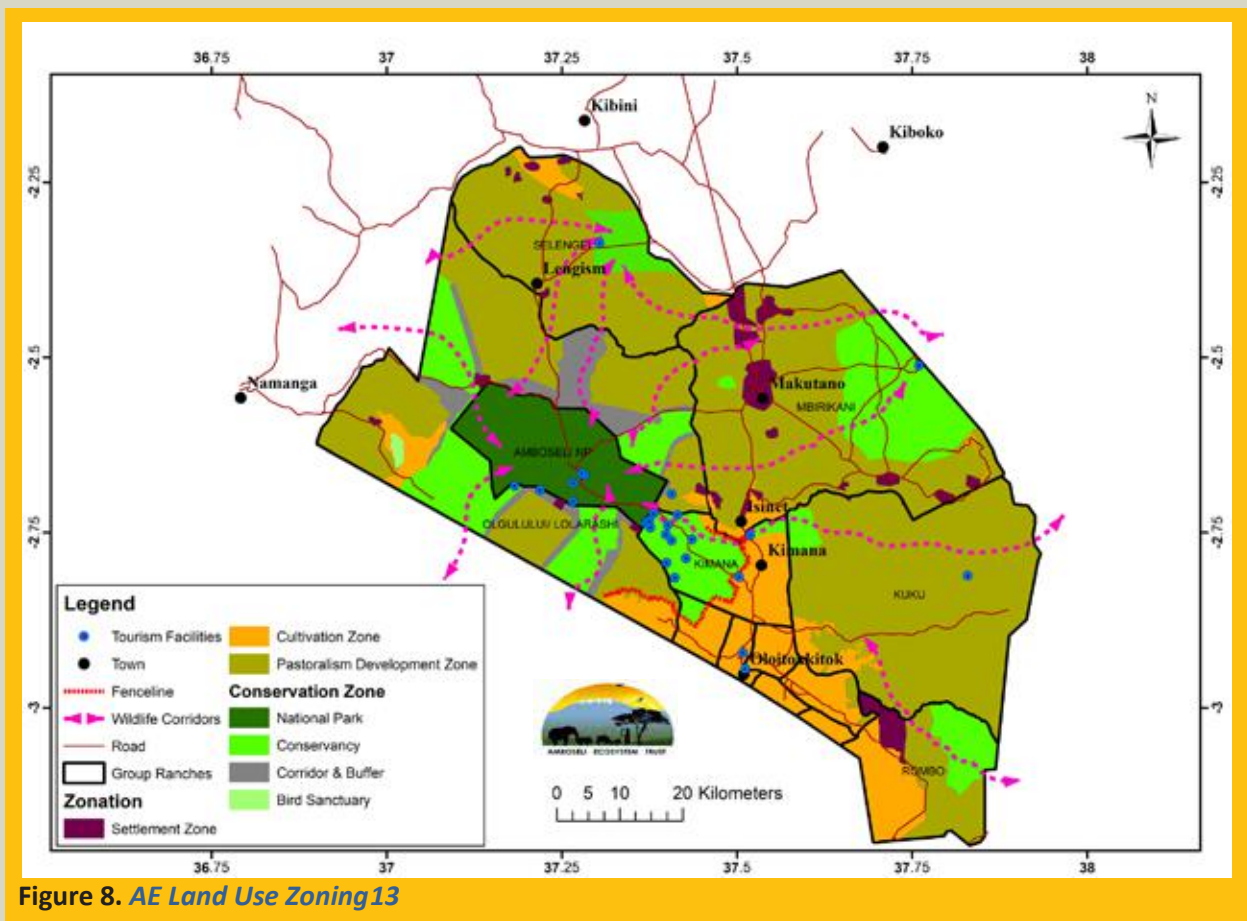 36.75 37 37.25 37.5 37.75 38
N
Kibini
Kiboko
-2.25 -2.25
SELENGEI
Lengism
-2.5 -2.5
Namanga
Makutano
MBIRIKANI
AMBOSELI NP
Isinet
OLGULULUI/ LOLARASHI
-2.75 -2.75
Kimana
KIMANA
KUKU
Oloitokitok
-3 -3
ROMBO
Legend
Tourism Facilities
Town
Fenceline
Wildlife Corridors
Road
Group Ranches
Zonation
Settlement Zone
Cultivation Zone
Pastoralism Development Zone
Conservation Zone
National Park
Conservancy
Corridor & Buffer
Bird Sanctuary
AMBOSELI ECOSYSTEM TRUST
0 5 10 20 Kilometers
36.75 37 37.25 37.5 37.75 38
Figure 8. AE Land Use Zoning13